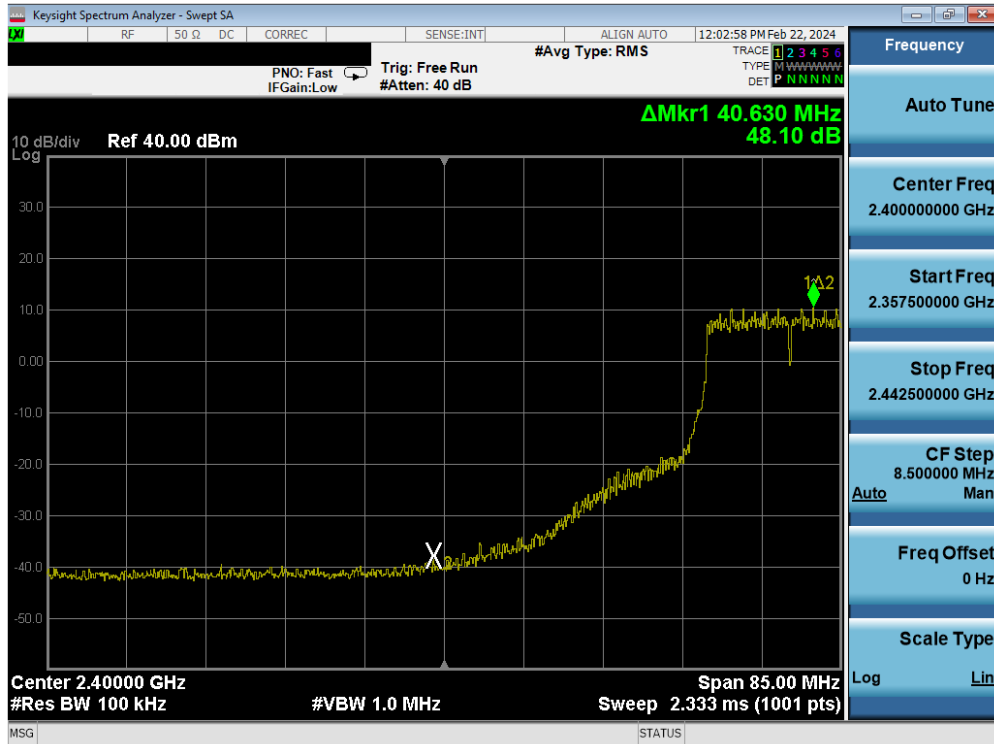 Keysight Spectrum Analyzer - Swept SA
LXI RF 50 Ω DC CORREC SENSE:INT ALIGN AUTO 12:02:58 PM Feb 22, 2024
PNO: Fast
IFGain:Low
Trig: Free Run
#Atten: 40 dB
#Avg Type: RMS
TRACE 1 2 3 4 5 6
TYPE M WWWWW
DET P N N N N N
ΔMkr1 40.630 MHz
48.10 dB
10 dB/div Ref 40.00 dBm
Log
30.0
20.0
10.0
0.00
-10.0
-20.0
-30.0
-40.0
-50.0
1Δ2
X
2
Center 2.40000 GHz Span 85.00 MHz
#Res BW 100 kHz #VBW 1.0 MHz Sweep 2.333 ms (1001 pts)
MSG STATUS
Frequency
Auto Tune
Center Freq
2.400000000 GHz
Start Freq
2.357500000 GHz
Stop Freq
2.442500000 GHz
CF Step
8.500000 MHz
Auto Man
Freq Offset
0 Hz
Scale Type
Log Lin